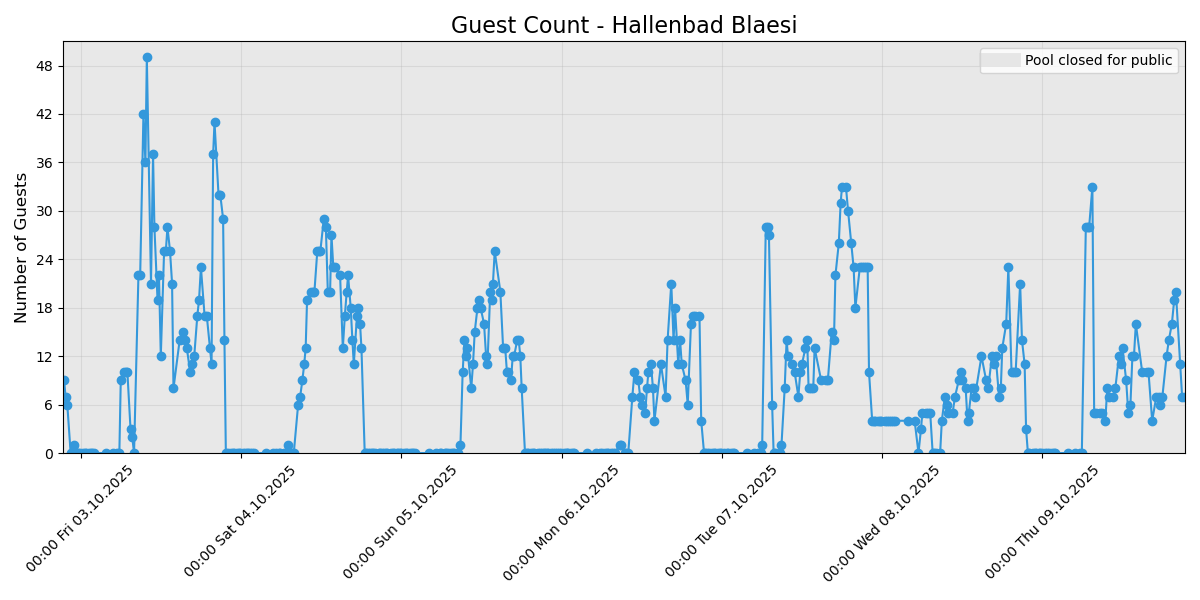 Guest Count - Hallenbad Blaesi
Pool closed for public
Number of Guests
48
42
36
30
24
18
12
6
0
00:00 Fri 03.10.2025
00:00 Sat 04.10.2025
00:00 Sun 05.10.2025
00:00 Mon 06.10.2025
00:00 Tue 07.10.2025
00:00 Wed 08.10.2025
00:00 Thu 09.10.2025